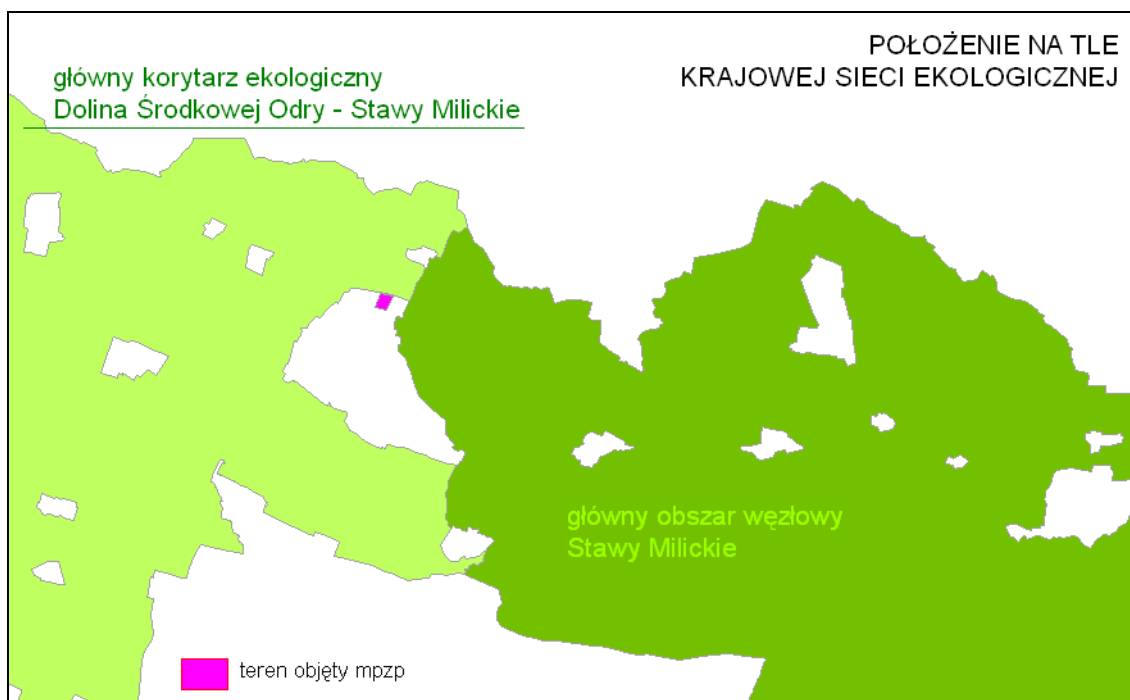 POŁOŻENIE NA TLE
KRAJOWEJ SIECI EKOLOGICZNEJ
główny korytarz ekologiczny
Dolina Środkowej Odry - Stawy Milickie
główny obszar węzłowy
Stawy Milickie
teren objęty mpzp